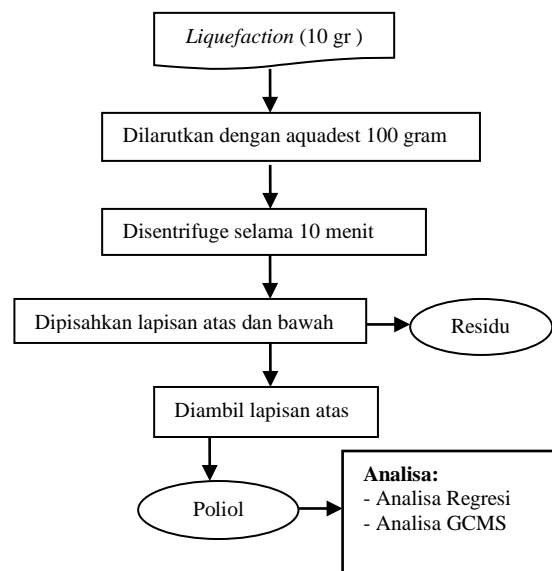 Liquefaction (10 gr )
Dilarutkan dengan aquadest 100 gram
Disentrifuge selama 10 menit
Dipisahkan lapisan atas dan bawah
Residu
Diambil lapisan atas
Poliol
Analisa:
- Analisa Regresi
- Analisa GCMS